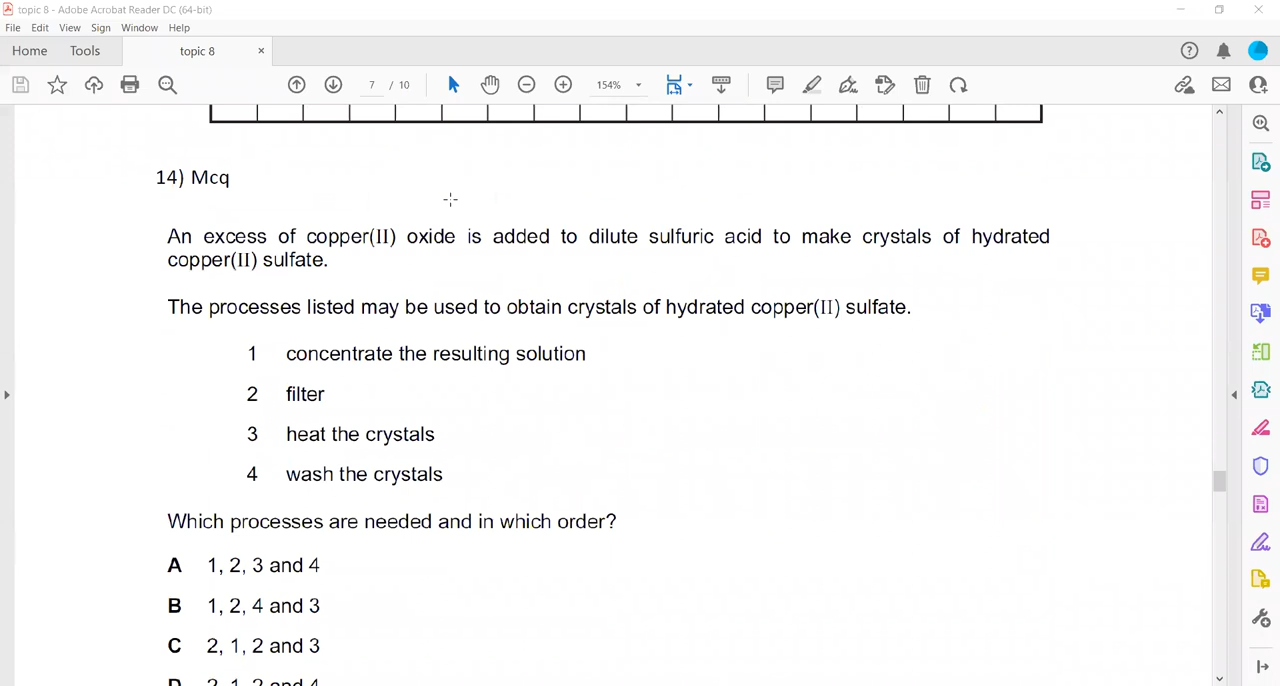 topic 8 - Adobe Acrobat Reader DC (64-bit)
File Edit View Sign Window Help
Home Tools topic 8 ×
7 / 10 154%
14) Mcq
An excess of copper(II) oxide is added to dilute sulfuric acid to make crystals of hydrated
copper(II) sulfate.
The processes listed may be used to obtain crystals of hydrated copper(II) sulfate.
1 concentrate the resulting solution
2 filter
3 heat the crystals
4 wash the crystals
Which processes are needed and in which order?
A 1, 2, 3 and 4
B 1, 2, 4 and 3
C 2, 1, 2 and 3
D 2, 1, 2 and 4